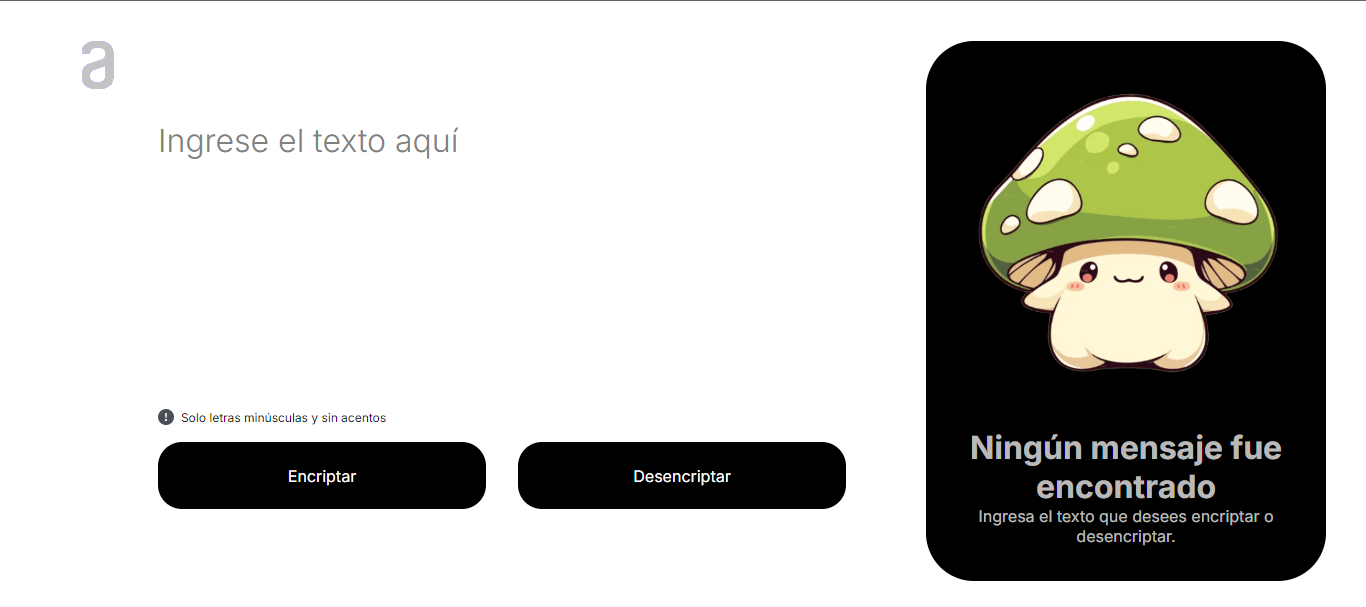 a
Ingrese el texto aquí
Solo letras minúsculas y sin acentos
Encriptar
Desencriptar
Ningún mensaje fue
encontrado
Ingresa el texto que desees encriptar o
desencriptar.